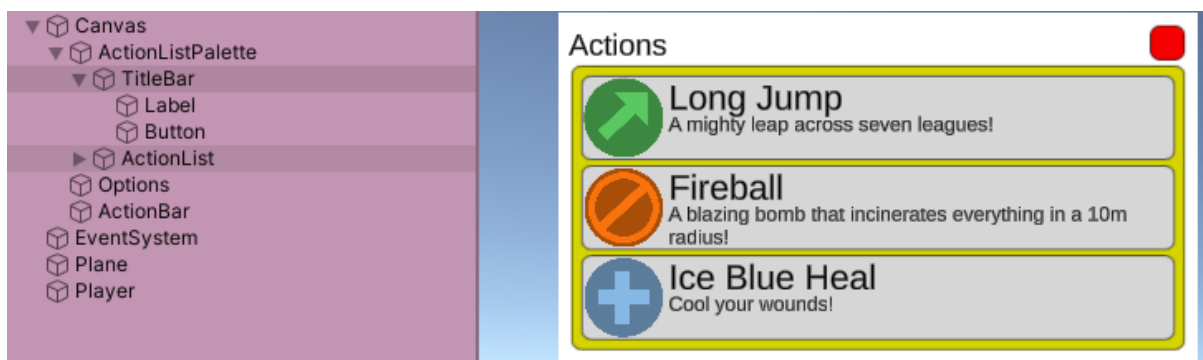 Canvas
ActionListPalette
TitleBar
Label
Button
ActionList
Options
ActionBar
EventSystem
Plane
Player
Actions
Long Jump
A mighty leap across seven leagues!
Fireball
A blazing bomb that incinerates everything in a 10m
radius!
Ice Blue Heal
Cool your wounds!